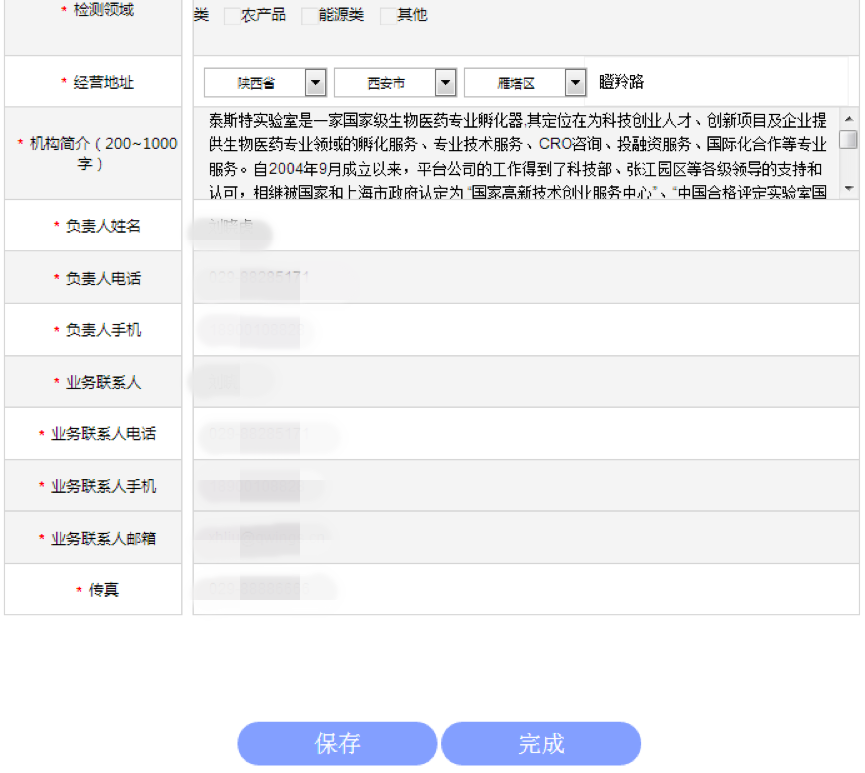 * 检测领域
类 农产品 能源类 其他
* 经营地址
陕西省 西安市 雁塔区 瞪羚路
* 机构简介（200~1000
字）
泰斯特实验室是一家国家级生物医药专业孵化器,其定位在为科技创业人才、创新项目及企业提
供生物医药专业领域的孵化服务、专业技术服务、CRO咨询、投融资服务、国际化合作等专业
服务。自2004年9月成立以来，平台公司的工作得到了科技部、张江园区等各级领导的支持和
认可，相继被国家和上海市政府认定为 “国家高新技术创业服务中心”、“中国合格评定实验室国
* 负责人姓名
* 负责人电话
* 负责人手机
* 业务联系人
* 业务联系人电话
* 业务联系人手机
* 业务联系人邮箱
* 传真
保存
完成